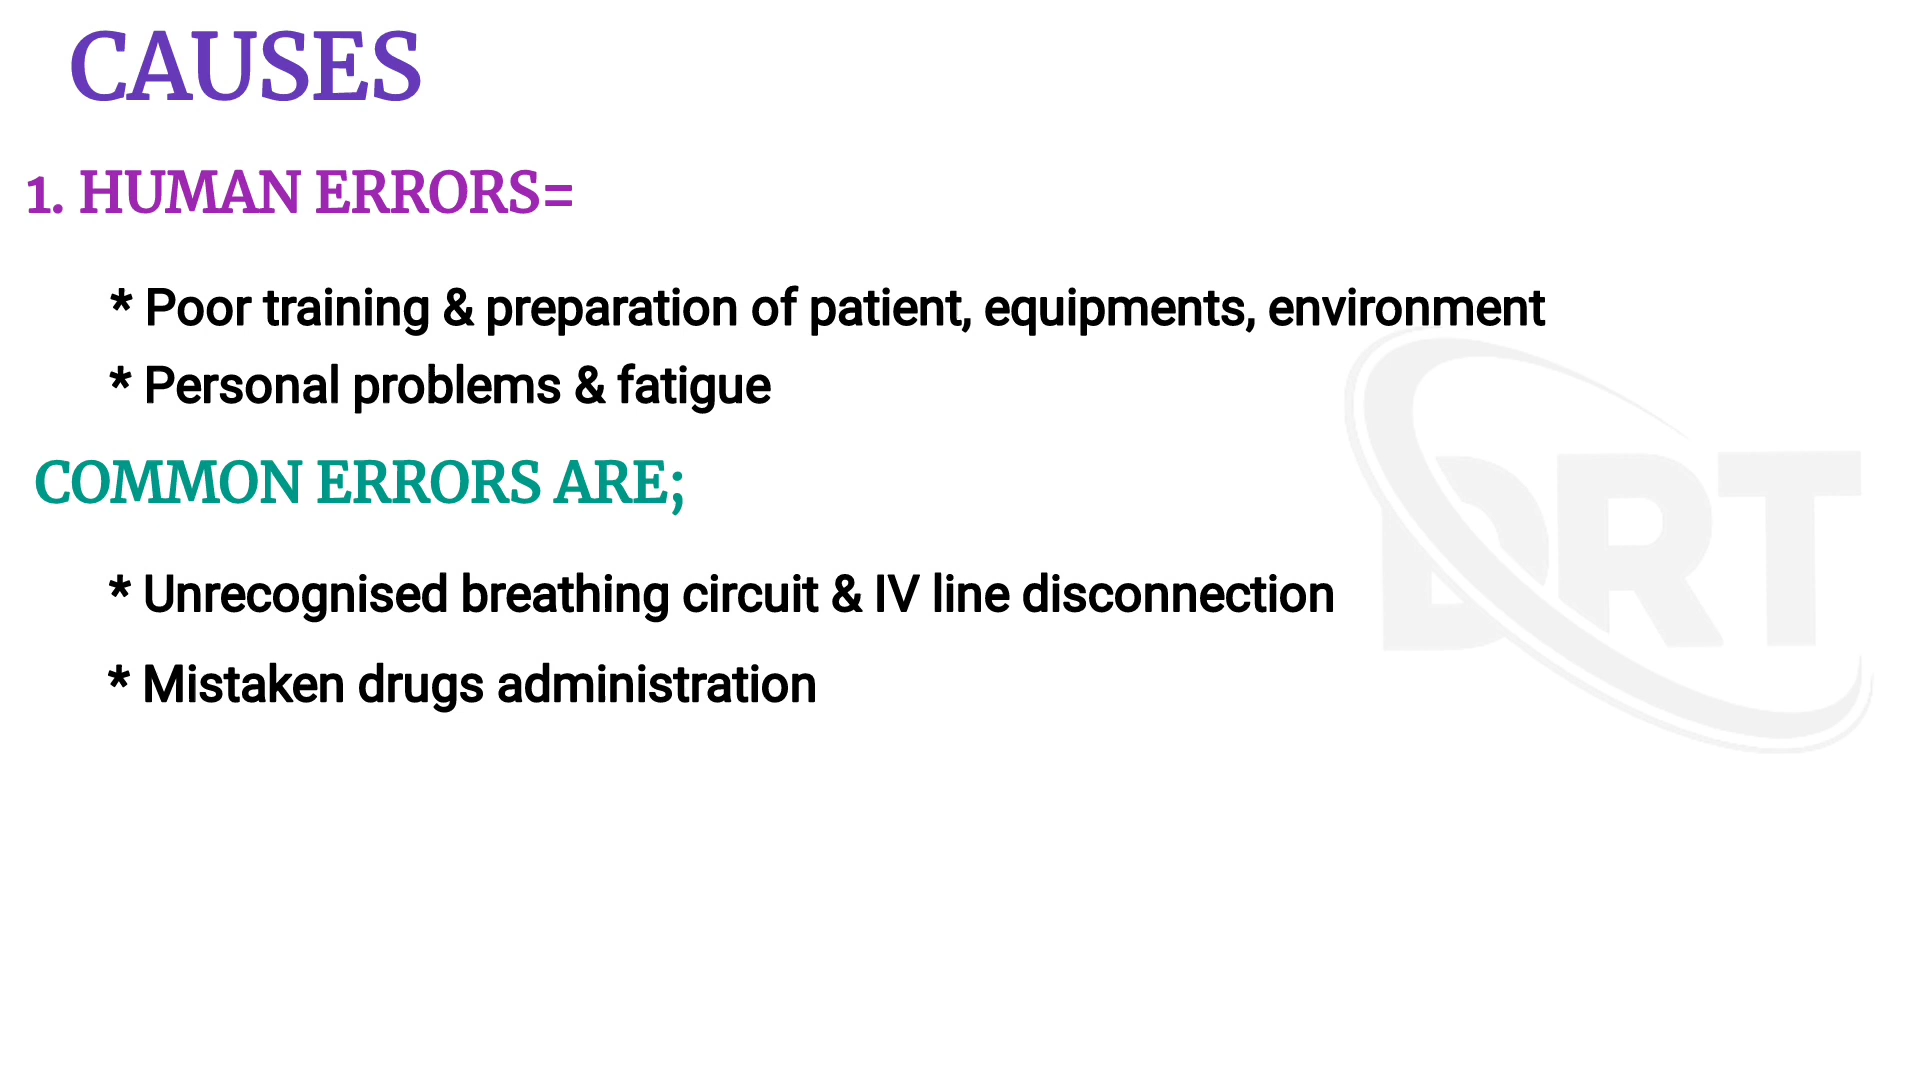 CAUSES
1. HUMAN ERRORS=
* Poor training & preparation of patient, equipments, environment
* Personal problems & fatigue
COMMON ERRORS ARE;
* Unrecognised breathing circuit & IV line disconnection
* Mistaken drugs administration
DRT